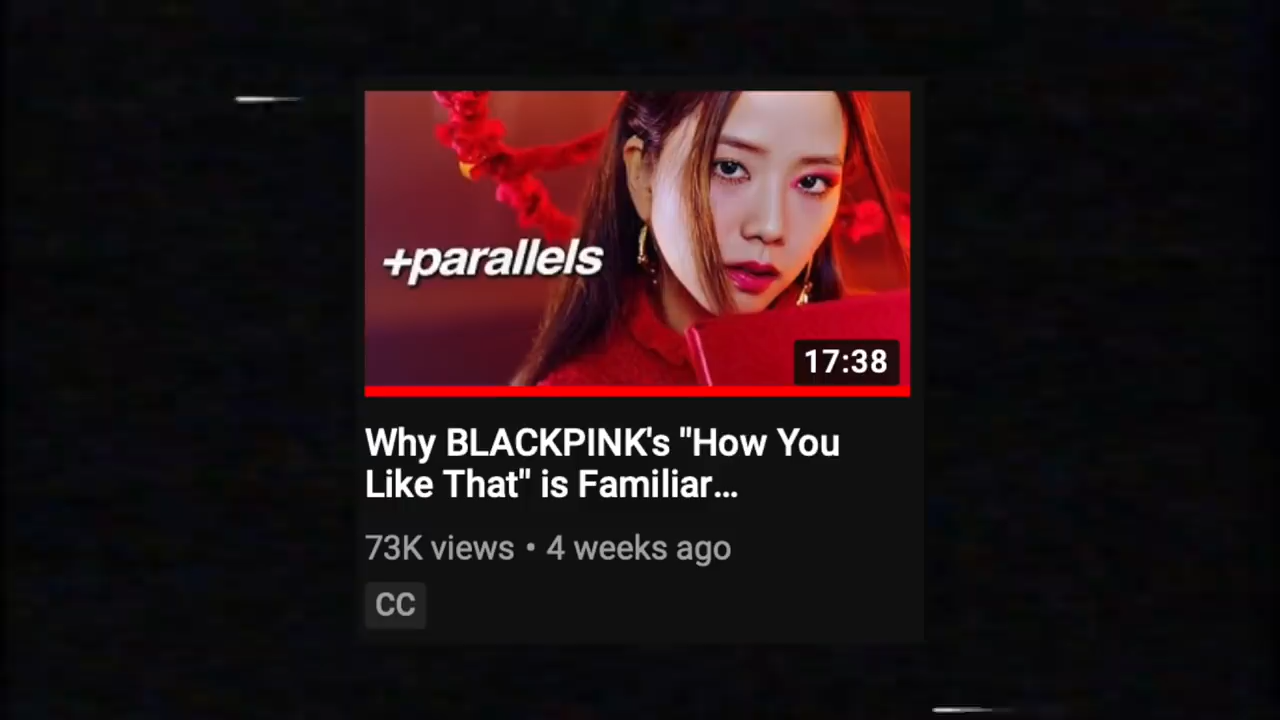 +parallels
17:38
Why BLACKPINK's "How You
Like That" is Familiar...
73K views • 4 weeks ago
CC